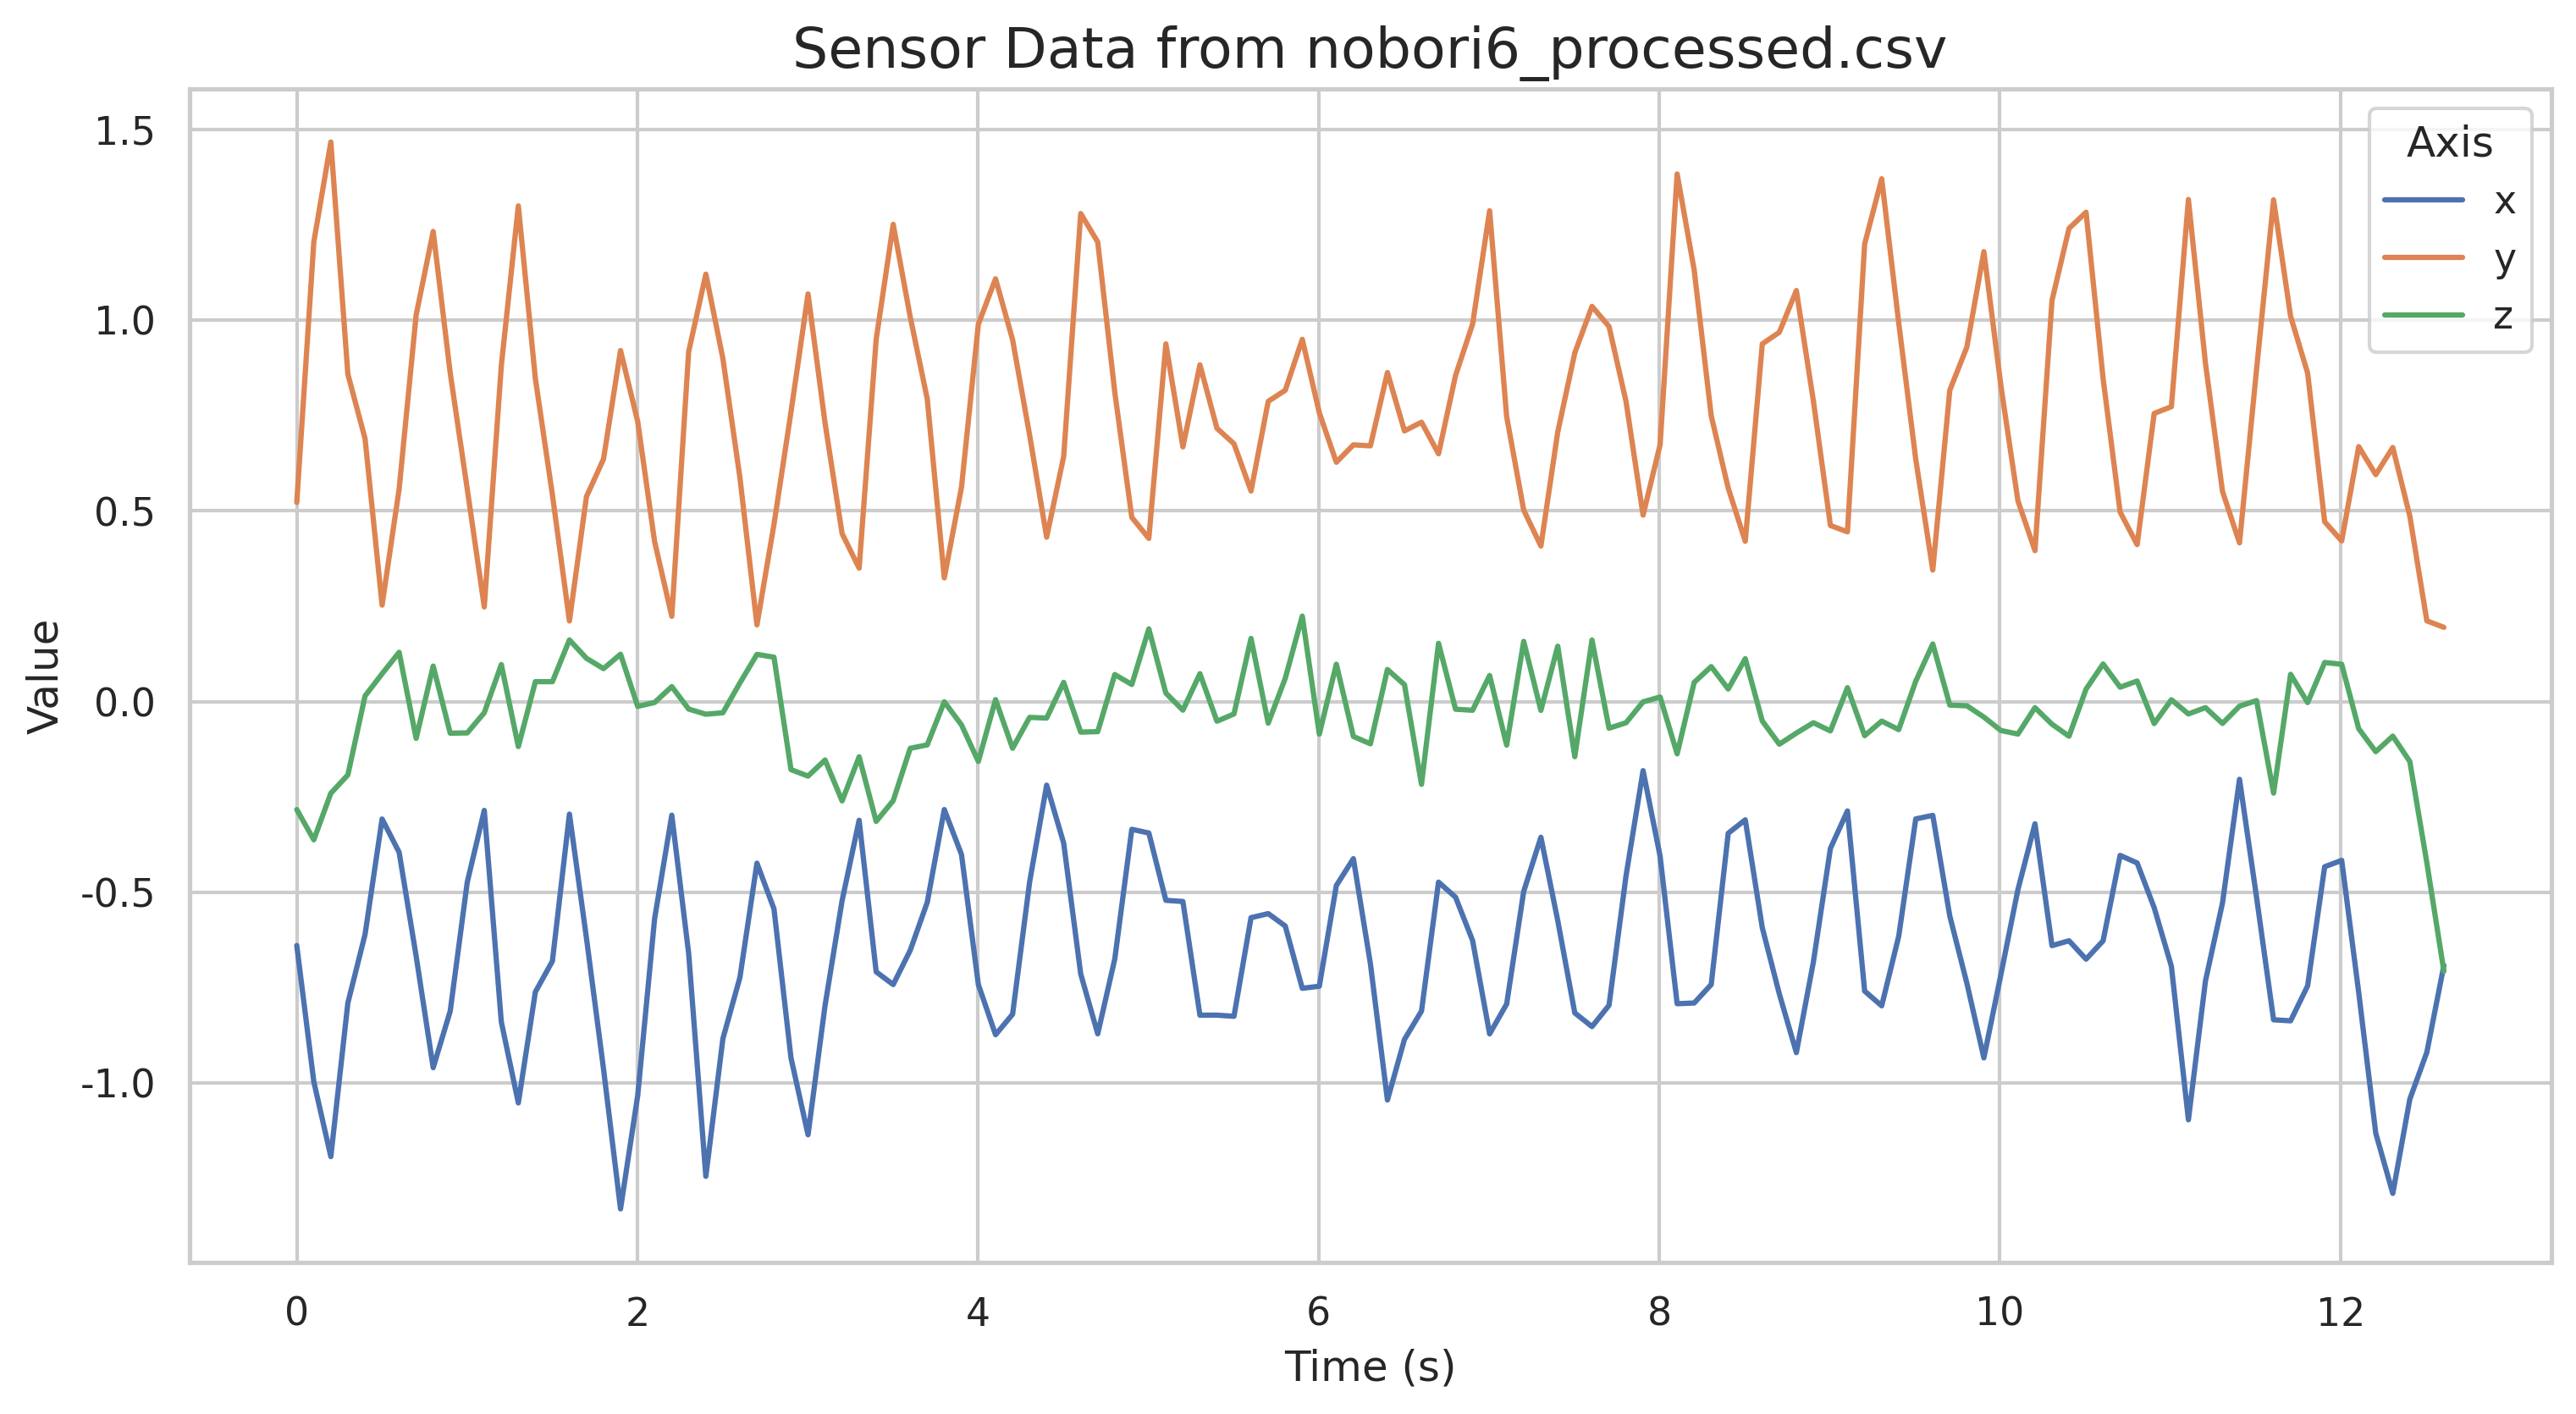 Sensor Data from nobori6_processed.csv
Axis
x
y
z
Value
1.5
1.0
0.5
0.0
-0.5
-1.0
0 2 4 6 8 10 12
Time (s)